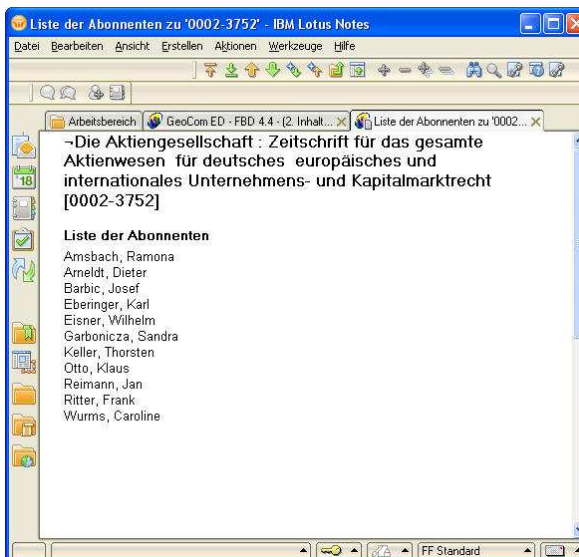 Liste der Abonnenten zu '0002-3752' - IBM Lotus Notes
Datei Bearbeiten Ansicht Erstellen Aktionen Werkzeuge Hilfe
Arbeitsbereich GeoCom ED - FBD 4.4 - (2. Inhalt... Liste der Abonnenten zu '0002...
¬Die Aktiengesellschaft : Zeitschrift für das gesamte
Aktienwesen für deutsches europäisches und
internationales Unternehmens- und Kapitalmarktrecht
[0002-3752]
Liste der Abonnenten
Amsbach, Ramona
Arneldt, Dieter
Barbic, Josef
Eberinger, Karl
Eisner, Wilhelm
Garbonicza, Sandra
Keller, Thorsten
Otto, Klaus
Reimann, Jan
Ritter, Frank
Wurms, Caroline
18
FF Standard